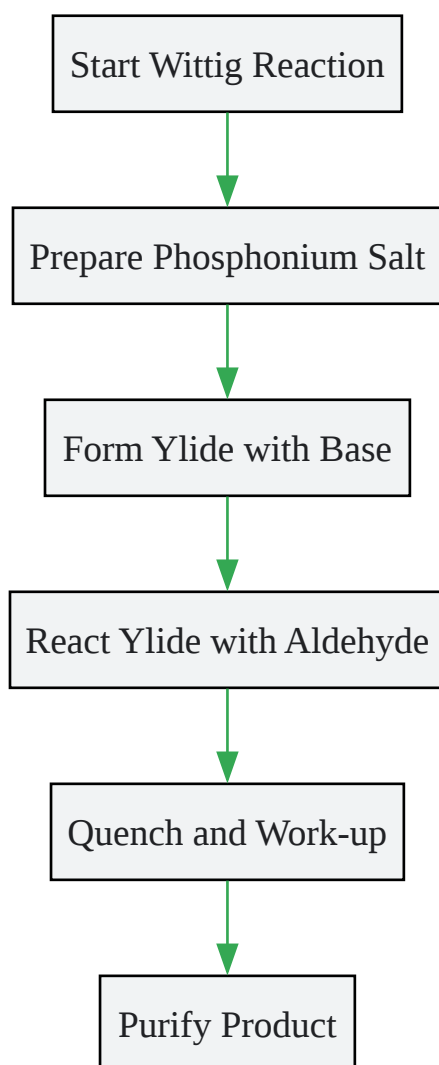 Start Wittig Reaction
Prepare Phosphonium Salt
Form Ylide with Base
React Ylide with Aldehyde
Quench and Work-up
Purify Product